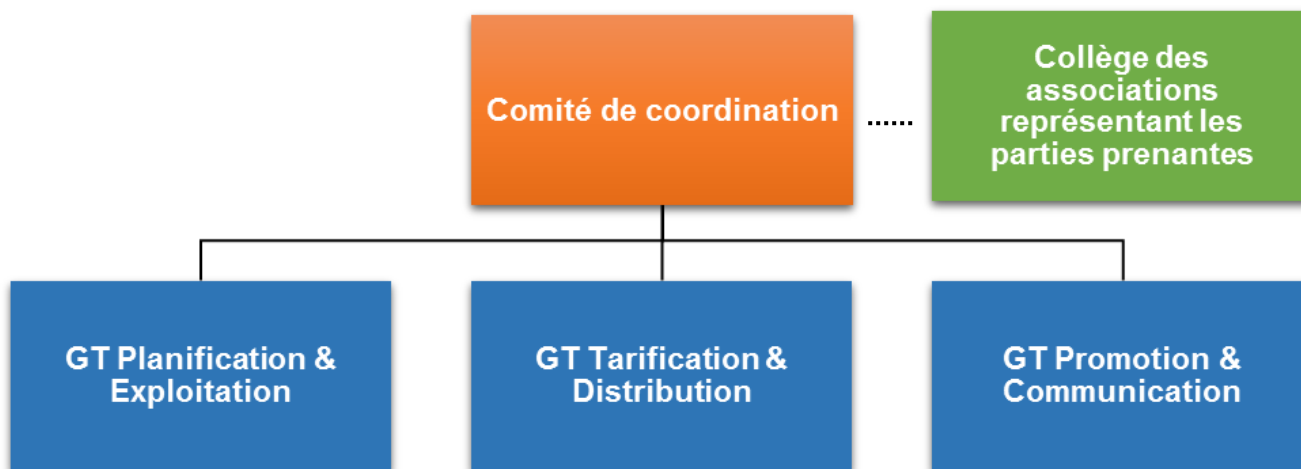 Comité de coordination
......
Collège des
associations
représentant les
parties prenantes
GT Planification &
Exploitation
GT Tarification &
Distribution
GT Promotion &
Communication